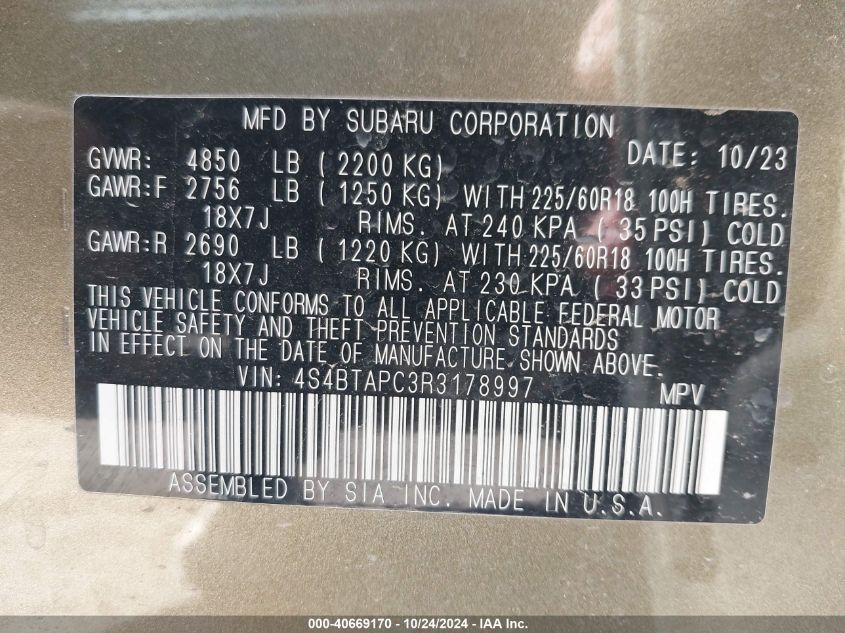 MFD BY SUBARU CORPORATION
GVWR: 4850 LB ( 2200 KG) DATE: 10/23
GAWR:F 2756 LB ( 1250 KG) WITH 225/60R18 100H TIRES.
18X7J RIMS. AT 240 KPA ( 35 PSI) COLD
GAWR:R 2690 LB ( 1220 KG) WITH 225/60R18 100H TIRES.
18X7J RIMS. AT 230 KPA ( 33 PSI) COLD
THIS VEHICLE CONFORMS TO ALL APPLICABLE FEDERAL MOTOR
VEHICLE SAFETY AND THEFT PREVENTION STANDARDS
IN EFFECT ON THE DATE OF MANUFACTURE SHOWN ABOVE.
VIN: 4S4BTAPC3R3178997 MPV
ASSEMBLED BY SIA INC. MADE IN U.S.A.
000-40669170 - 10/24/2024 - IAA Inc.